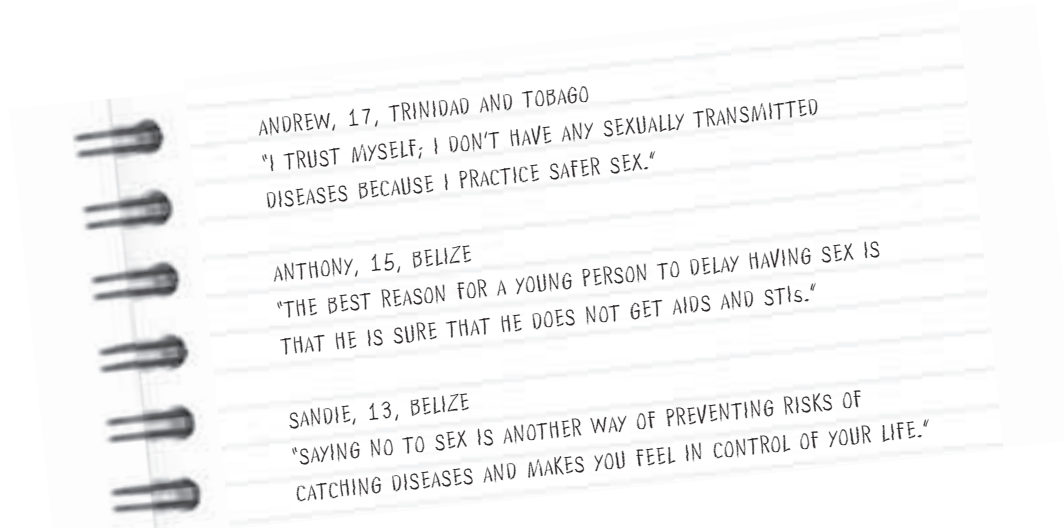 ANDREW, 17, TRINIDAD AND TOBAGO
"I TRUST MYSELF; I DON'T HAVE ANY SEXUALLY TRANSMITTED
DISEASES BECAUSE I PRACTICE SAFER SEX."
ANTHONY, 15, BELIZE
"THE BEST REASON FOR A YOUNG PERSON TO DELAY HAVING SEX IS
THAT HE IS SURE THAT HE DOES NOT GET AIDS AND STIs."
SANDIE, 13, BELIZE
"SAYING NO TO SEX IS ANOTHER WAY OF PREVENTING RISKS OF
CATCHING DISEASES AND MAKES YOU FEEL IN CONTROL OF YOUR LIFE."